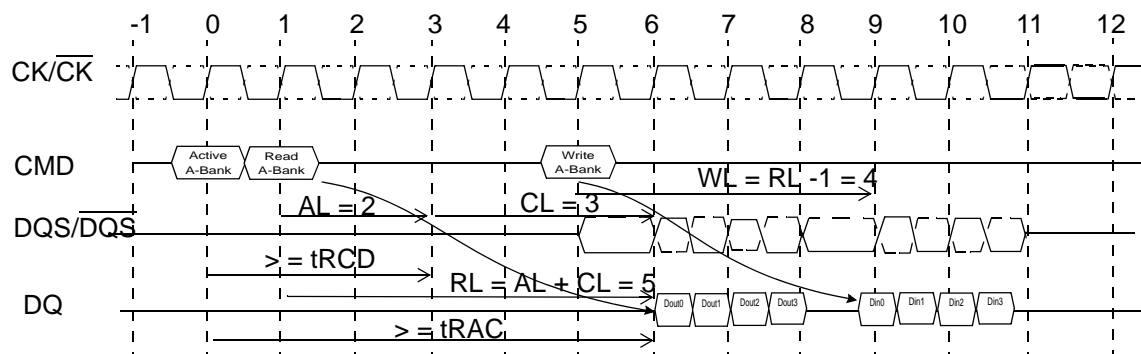 -1 0 1 2 3 4 5 6 7 8 9 10 11 12
CK/CK
CMD
Active
A-Bank
Read
A-Bank
Write
A-Bank
WL = RL -1 = 4
AL = 2
CL = 3
DQS/DQS
> = tRCD
RL = AL + CL = 5
DQ
Dout0 Dout1 Dout2 Dout3
Din0 Din1 Din2 Din3
> = tRAC